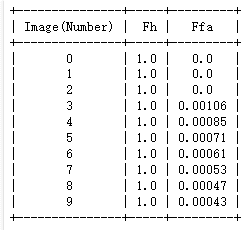 +---------------+-----+---------+
| Image(Number) | Fh | Ffa |
+---------------+-----+---------+
| 0 | 1.0 | 0.0 |
| 1 | 1.0 | 0.0 |
| 2 | 1.0 | 0.0 |
| 3 | 1.0 | 0.00106 |
| 4 | 1.0 | 0.00085 |
| 5 | 1.0 | 0.00071 |
| 6 | 1.0 | 0.00061 |
| 7 | 1.0 | 0.00053 |
| 8 | 1.0 | 0.00047 |
| 9 | 1.0 | 0.00043 |
+---------------+-----+---------+